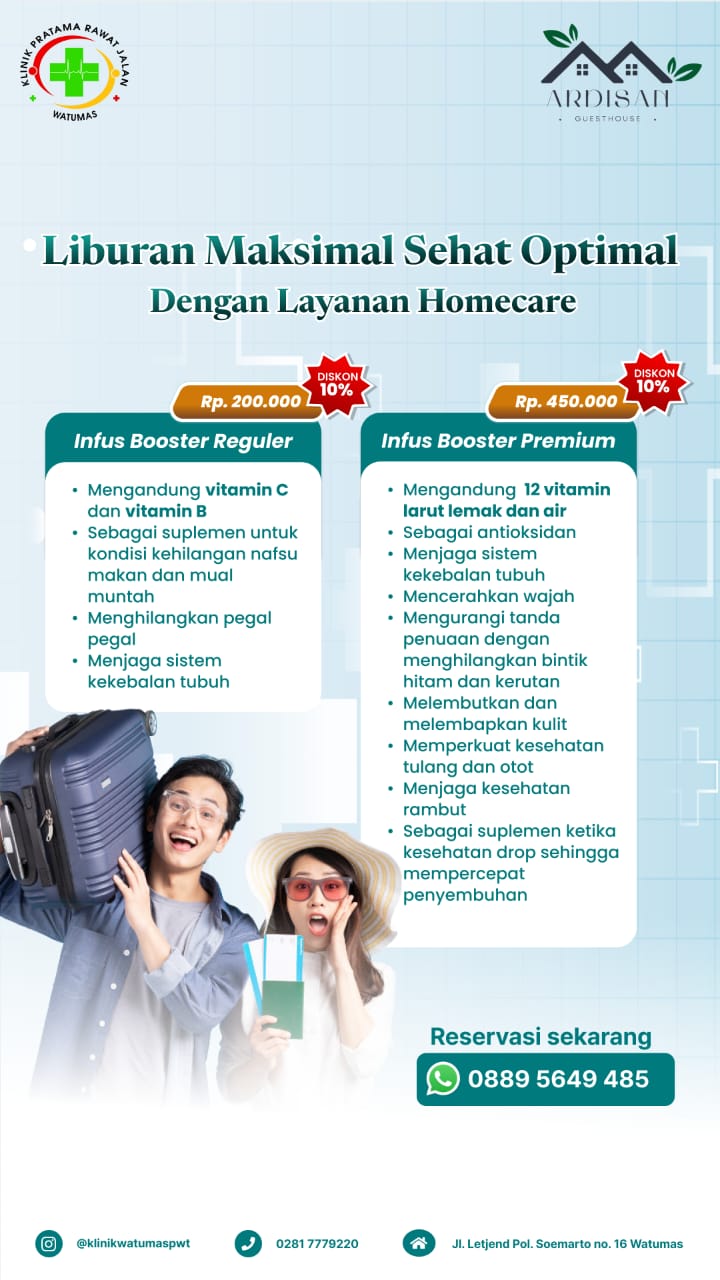 KLINIK PRATAMA RAWAT JALAN
WATUMAS
ARDISAN
GUESTHOUSE
Liburan Maksimal Sehat Optimal
Dengan Layanan Homecare
DISKON
10%
Rp. 200.000
Infus Booster Reguler
• Mengandung vitamin C
dan vitamin B
• Sebagai suplemen untuk
kondisi kehilangan nafsu
makan dan mual
muntah
• Menghilangkan pegal
pegal
• Menjaga sistem
kekebalan tubuh
DISKON
10%
Rp. 450.000
Infus Booster Premium
• Mengandung 12 vitamin
larut lemak dan air
• Sebagai antioksidan
• Menjaga sistem
kekebalan tubuh
• Mencerahkan wajah
• Mengurangi tanda
penuaan dengan
menghilangkan bintik
hitam dan kerutan
• Melembutkan dan
melembapkan kulit
• Memperkuat kesehatan
tulang dan otot
• Menjaga kesehatan
rambut
• Sebagai suplemen ketika
kesehatan drop sehingga
mempercepat
penyembuhan
Reservasi sekarang
0889 5649 485
@klinikwatumaspwt
0281 7779220
Jl. Letjend Pol. Soemarto no. 16 Watumas